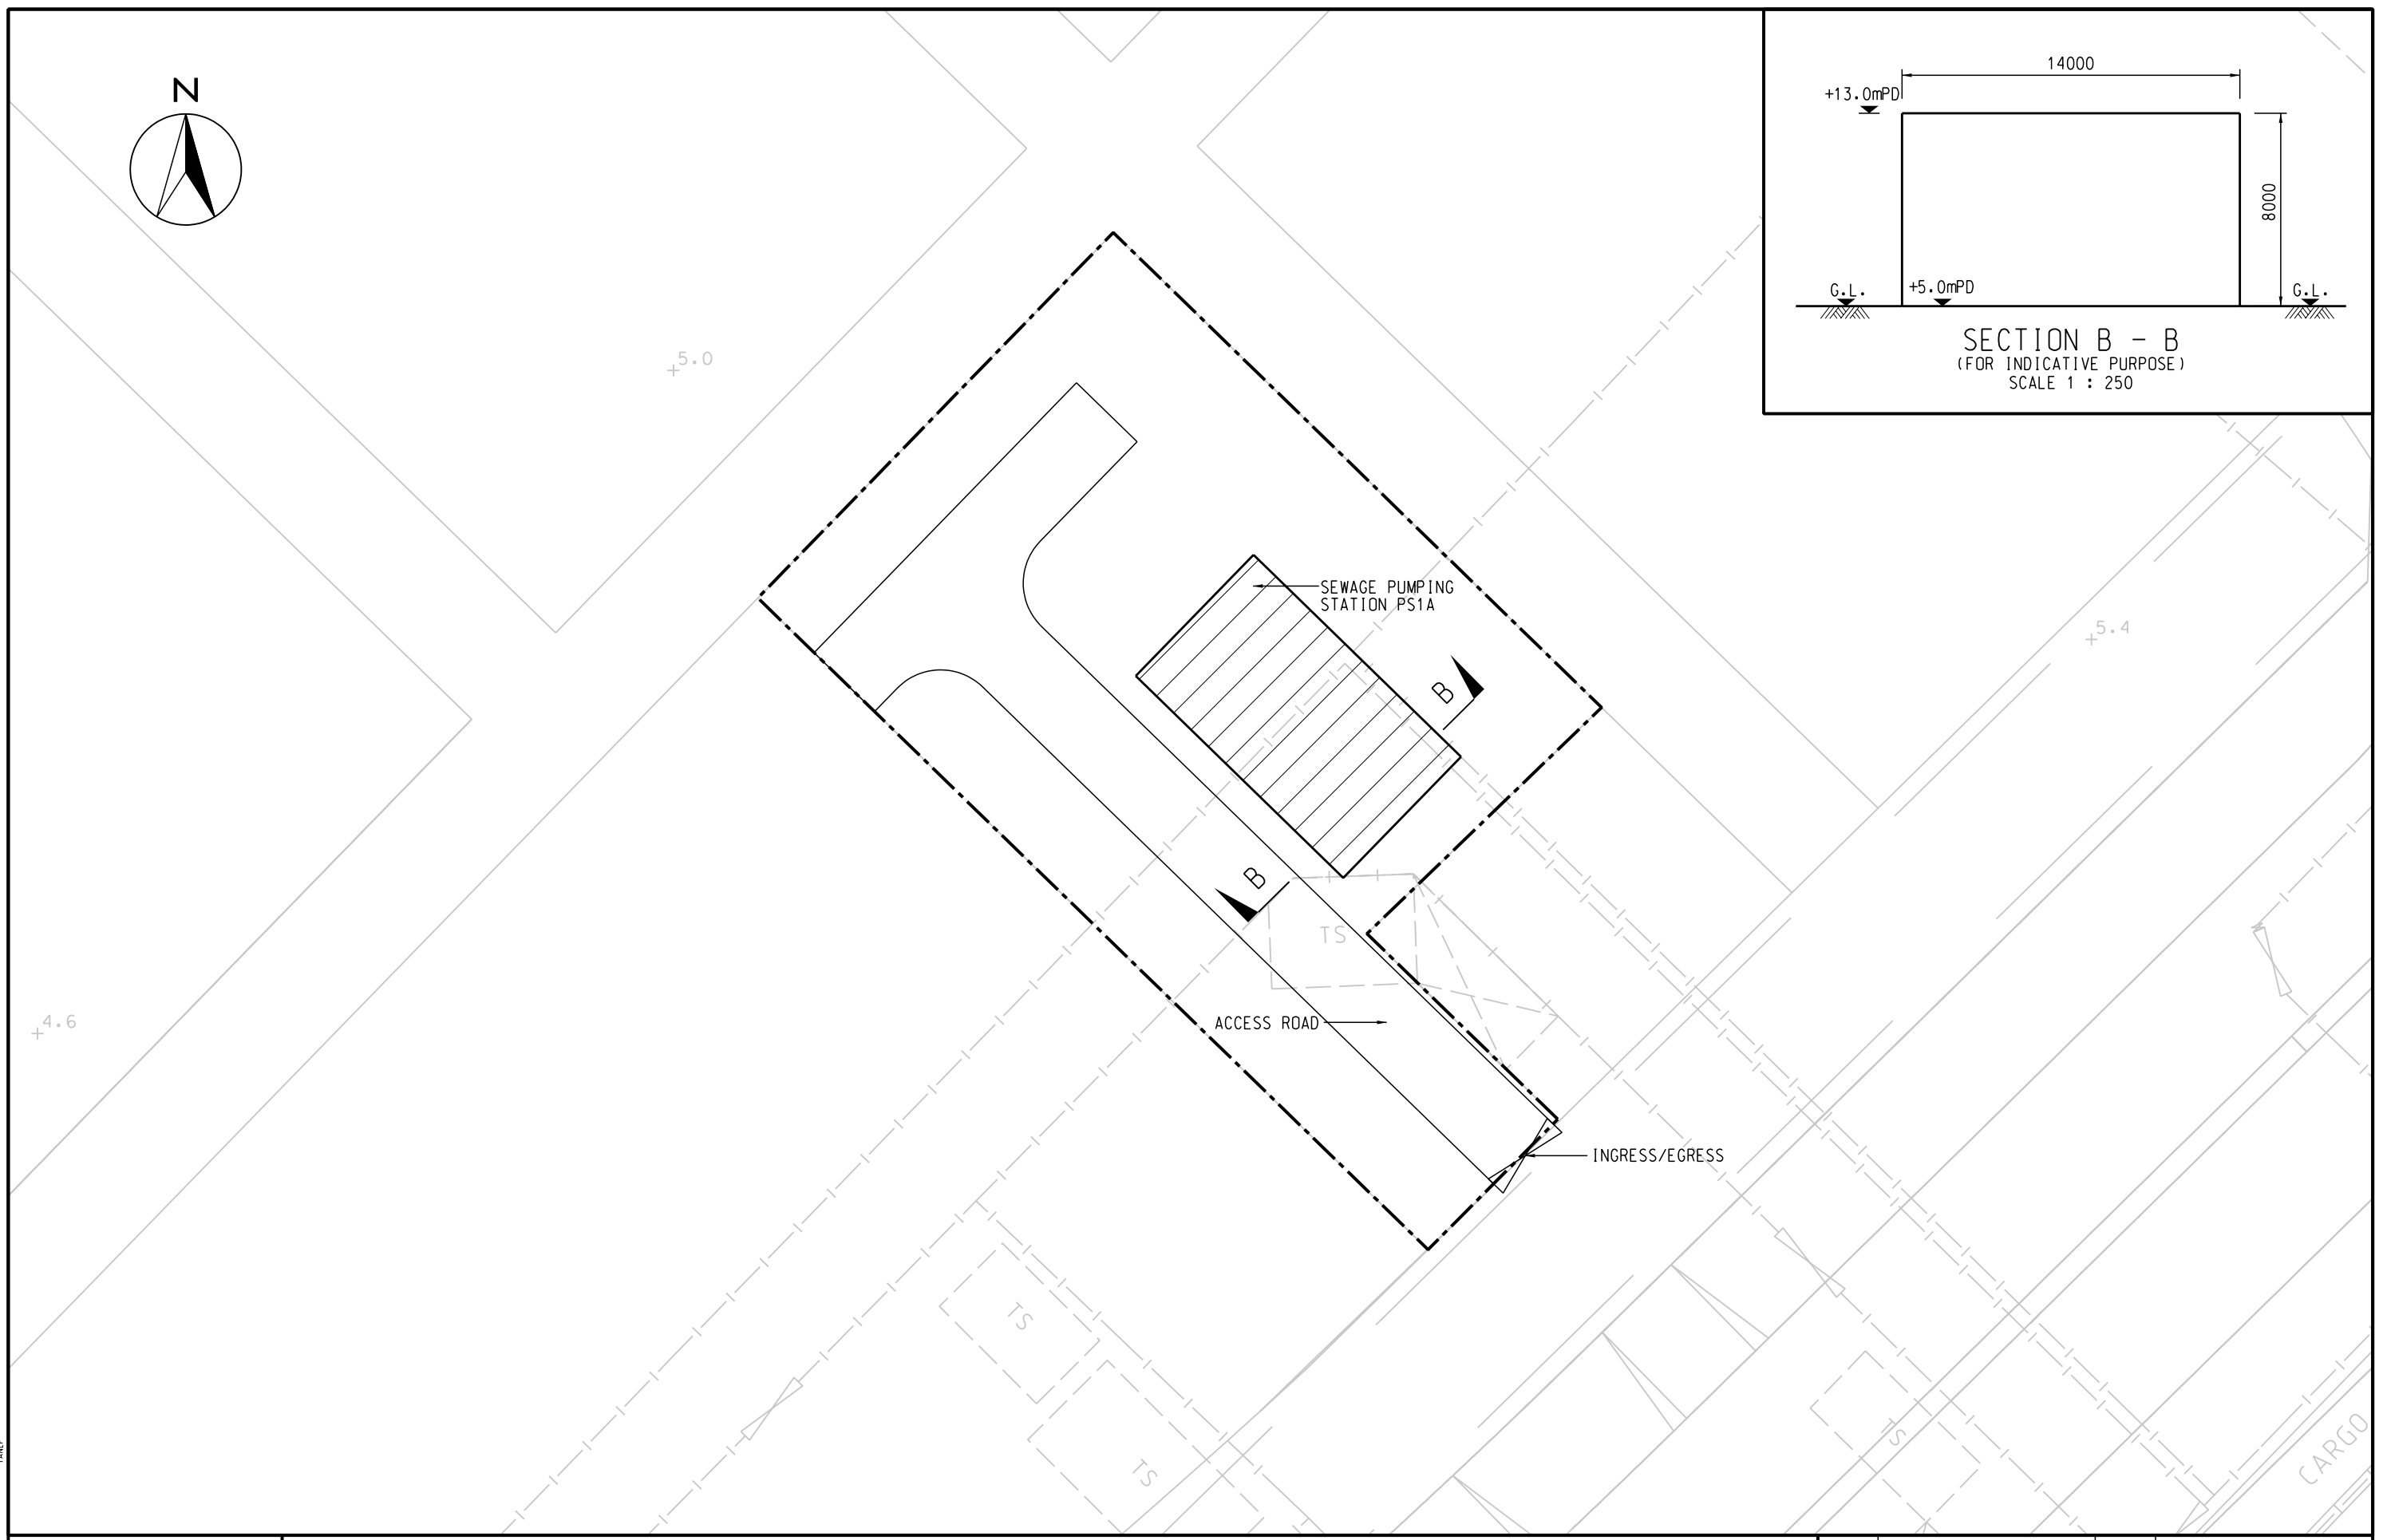 N
14000
+13.0mPD
8000
G.L.
+5.0mPD
G.L.
SECTION B - B
(FOR INDICATIVE PURPOSE)
SCALE 1 : 250
+5.0
SEWAGE PUMPING
STATION PS1A
+5.4
B
B
TS
+4.6
ACCESS ROAD
INGRESS/EGRESS
TS
TS
TS
CARGO